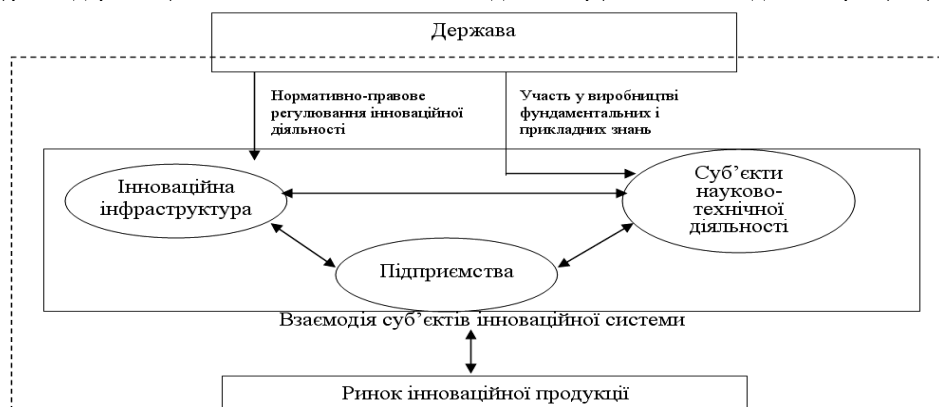 Держава
Нормативно-правове
регулювання інноваційної
діяльності
Участь у виробництві
фундаментальних і
прикладних знань
Інноваційна
інфраструктура
Суб’єкти
науково-
технічної
діяльності
Підприємства
Взаємодія суб’єктів інноваційної системи
Ринок інноваційної продукції